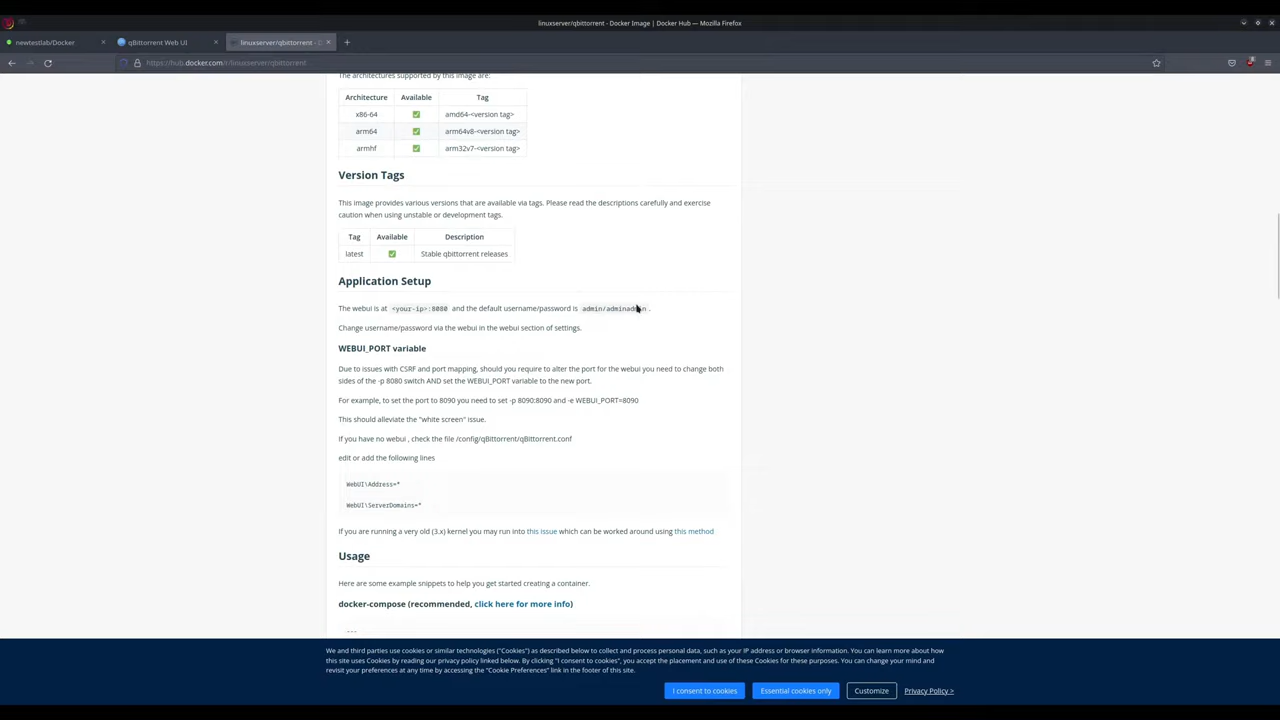 linuxserver/qbittorrent - Docker Image | Docker Hub — Mozilla Firefox
newtestlab/Docker
qBittorrent Web UI
linuxserver/qbittorrent - D
https://hub.docker.com/r/linuxserver/qbittorrent
The architectures supported by this image are:
Architecture Available Tag
x86-64 ✅ amd64-<version tag>
arm64 ✅ arm64v8-<version tag>
armhf ✅ arm32v7-<version tag>
Version Tags
This image provides various versions that are available via tags. Please read the descriptions carefully and exercise
caution when using unstable or development tags.
Tag Available Description
latest ✅ Stable qbittorrent releases
Application Setup
The webui is at <your-ip>:8080 and the default username/password is admin/adminadmin .
Change username/password via the webui in the webui section of settings.
WEBUI_PORT variable
Due to issues with CSRF and port mapping, should you require to alter the port for the webui you need to change both
sides of the -p 8080 switch AND set the WEBUI_PORT variable to the new port.
For example, to set the port to 8090 you need to set -p 8090:8090 and -e WEBUI_PORT=8090
This should alleviate the "white screen" issue.
If you have no webui , check the file /config/qBittorrent/qBittorrent.conf
edit or add the following lines
WebUI\Address=*
WebUI\ServerDomains=*
If you are running a very old (3.x) kernel you may run into this issue which can be worked around using this method
Usage
Here are some example snippets to help you get started creating a container.
docker-compose (recommended, click here for more info)
---
We and third parties use cookies or similar technologies ("Cookies") as described below to collect and process personal data, such as your IP address or browser information. You can learn more about how
this site uses Cookies by reading our privacy policy linked below. By clicking "I consent to cookies", you accept the placement and use of these Cookies for these purposes. You can change your mind and
revisit your preferences at any time by accessing the "Cookie Preferences" link in the footer of this site.
I consent to cookies
Essential cookies only
Customize
Privacy Policy >